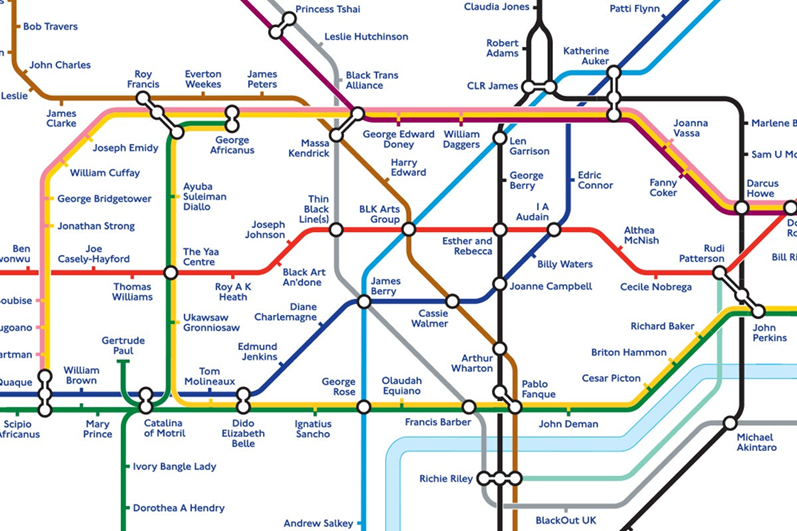 Princess Tshai
Claudia Jones
Patti Flynn
Bob Travers
Leslie Hutchinson
Robert
Adams
Katherine
Auker
John Charles
Roy
Francis
Everton
Weekes
James
Peters
Black Trans
Alliance
CLR James
Leslie
James
Clarke
Joseph Emidy
George
Africanus
Massa
Kendrick
George Edward
Doney
William
Daggers
Len
Garrison
Joanna
Vassa
Marlene B
Sam U Mo
William Cuffay
Harry
Edward
George
Berry
Edric
Connor
Fanny
Coker
Darcus
Howe
George Bridgetower
Ayuba
Suleiman
Diallo
Thin
Black
Line(s)
BLK Arts
Group
I A
Audain
Jonathan Strong
Joseph
Johnson
Esther and
Rebecca
Althea
McNish
Ben
wonwu
Joe
Casely-Hayford
The Yaa
Centre
Rudi
Patterson
Bill Ri
Thomas
Williams
Roy A K
Heath
Black Art
An'done
Billy Waters
Cecile Nobrega
James
Berry
Joanne Campbell
oubise
Diane
Charlemagne
Cassie
Walmer
ugoano
Ukawsaw
Gronniosaw
Richard Baker
John
Perkins
artman
Gertrude
Paul
Edmund
Jenkins
Arthur
Wharton
Briton Hammon
Quaque
William
Brown
Tom
Molineaux
George
Rose
Olaudah
Equiano
Pablo
Fanque
Cesar Picton
Scipio
Africanus
Mary
Prince
Catalina
of Motril
Dido
Elizabeth
Belle
Ignatius
Sancho
Francis Barber
John Deman
Michael
Akintaro
Ivory Bangle Lady
Richie Riley
Dorothea A Hendry
Andrew Salkey
BlackOut UK